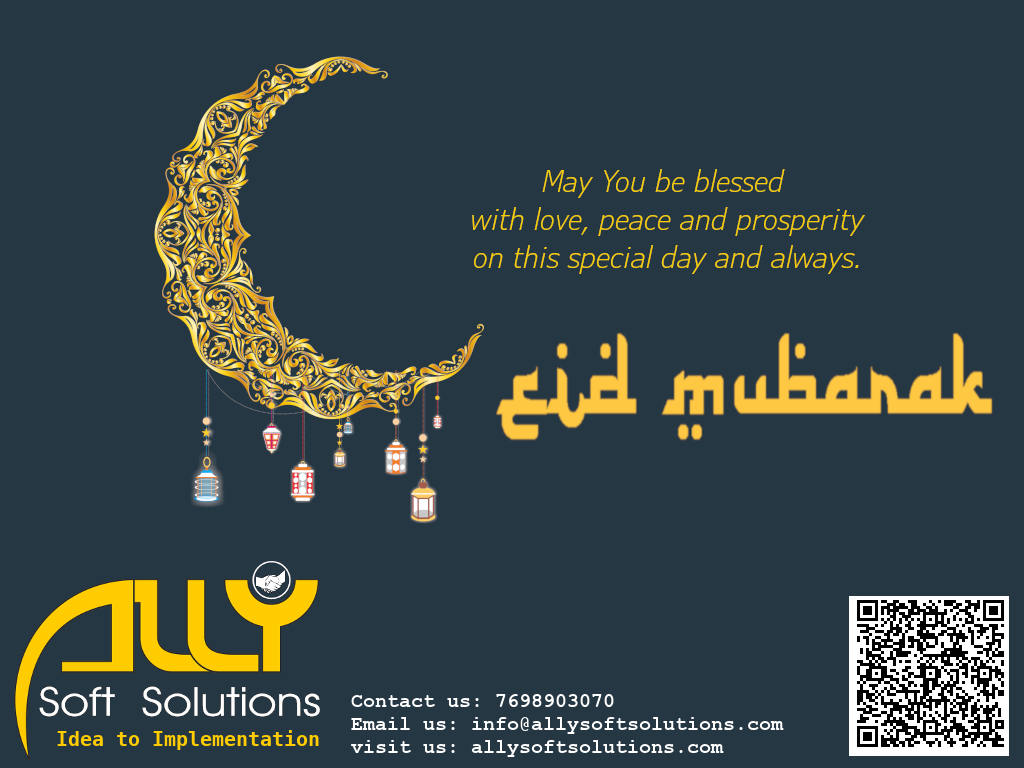 May You be blessed
with love, peace and prosperity
on this special day and always.
Eid mubarak
ALLY
Soft Solutions
Idea to Implementation
Contact us: 7698903070
Email us: info@allysoftsolutions.com
visit us: allysoftsolutions.com